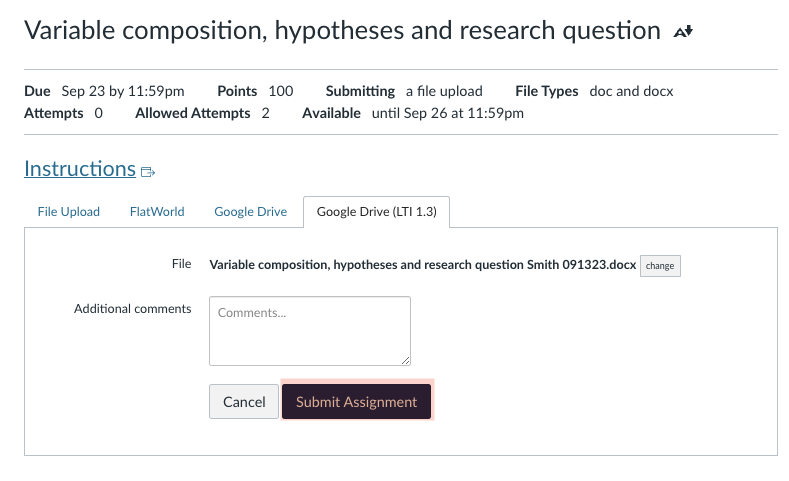 Variable composition, hypotheses and research question
Due Sep 23 by 11:59pm Points 100 Submitting a file upload File Types doc and docx
Attempts 0 Allowed Attempts 2 Available until Sep 26 at 11:59pm
Instructions
File Upload FlatWorld Google Drive Google Drive (LTI 1.3)
File Variable composition, hypotheses and research question Smith 091323.docx change
Additional comments Comments...
Cancel Submit Assignment